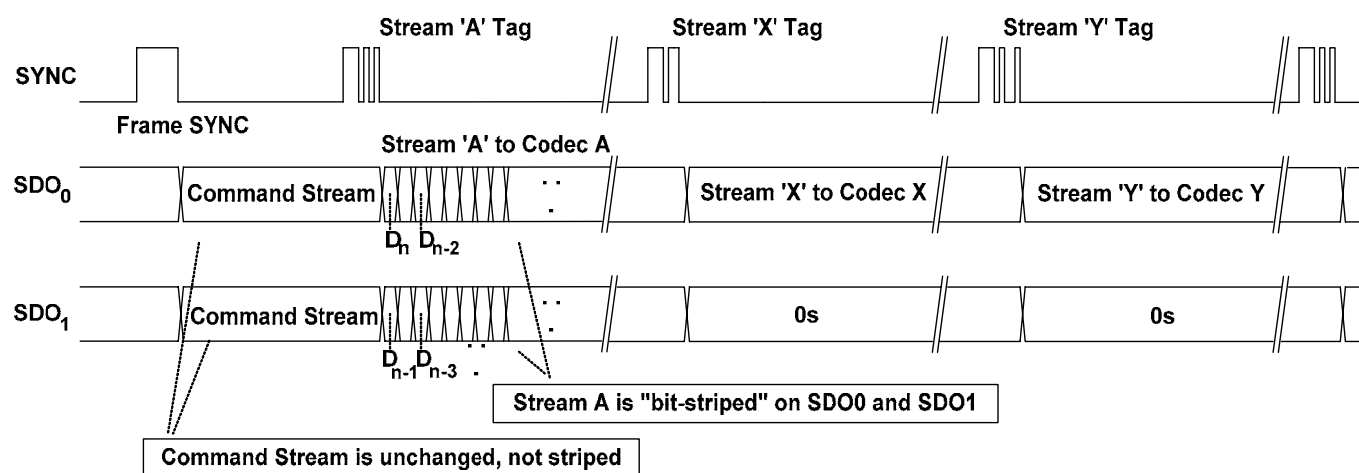 Stream 'A' Tag Stream 'X' Tag Stream 'Y' Tag
SYNC
Frame SYNC
Stream 'A' to Codec A
SDO0 Command Stream . . . Stream 'X' to Codec X Stream 'Y' to Codec Y
Dn Dn-2
SDO1 Command Stream . . . 0s 0s
Dn-1 Dn-3 . . .
Stream A is "bit-striped" on SDO0 and SDO1
Command Stream is unchanged, not striped